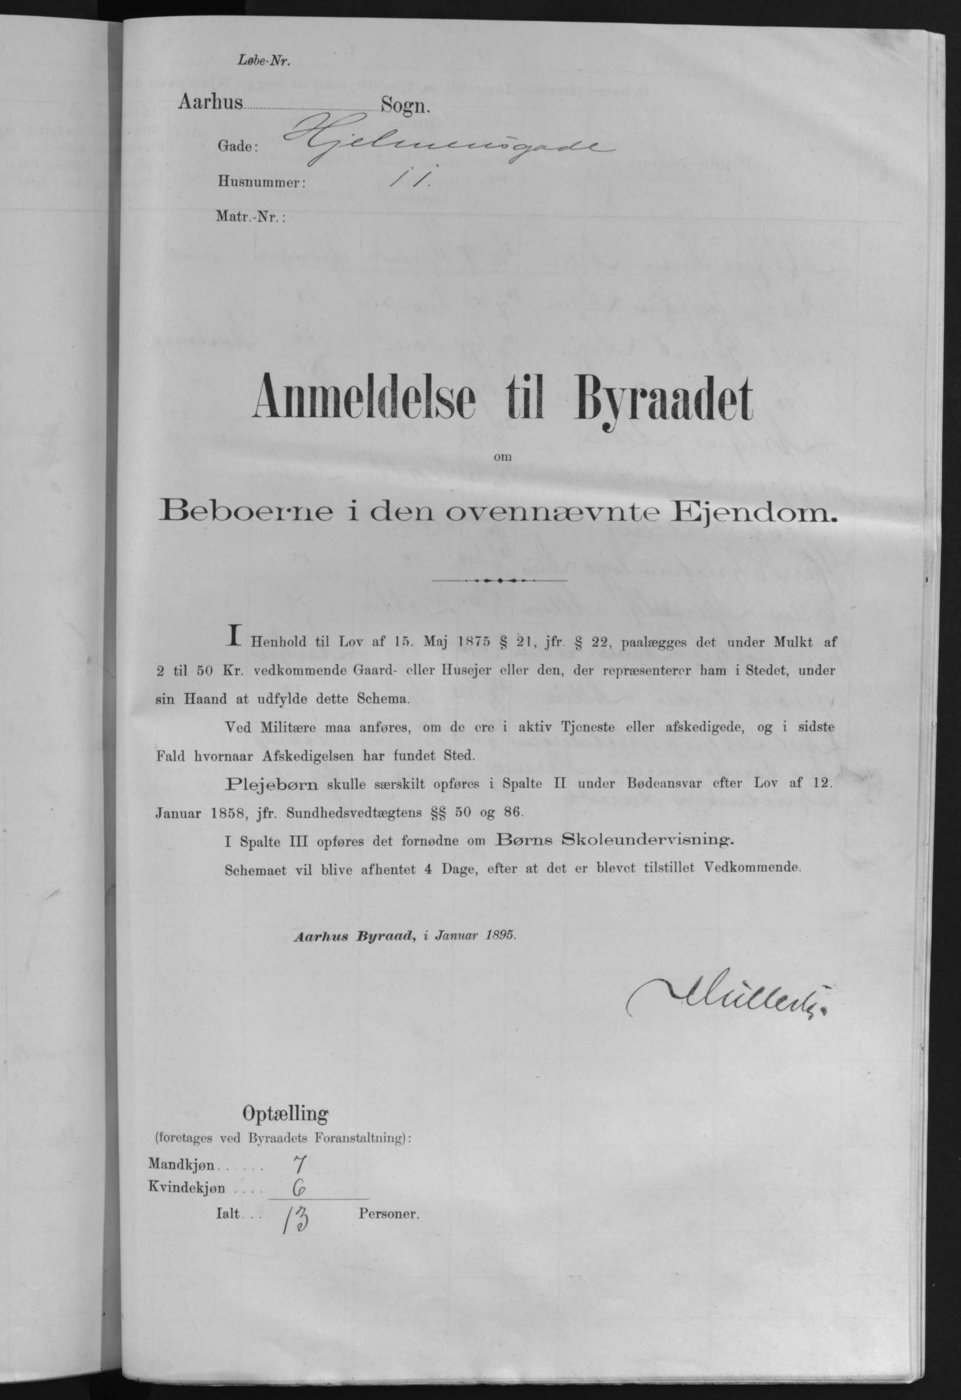 Løbe-Nr.
Aarhus Sogn.
Gade: Hjelmensgade
Husnummer: 11.
Matr.-Nr.:
Anmeldelse til Byraadet
om
Beboerne i den ovennævnte Ejendom.
I Henhold til Lov af 15. Maj 1875 § 21, jfr. § 22, paalægges det under Mulkt af
2 til 50 Kr. vedkommende Gaard- eller Husejer eller den, der repræsenterer ham i Stedet, under
sin Haand at udfylde dette Schema.
Ved Militære maa anføres, om de ere i aktiv Tjeneste eller afskedigede, og i sidste
Fald hvornaar Afskedigelsen har fundet Sted.
Plejebørn skulle særskilt opføres i Spalte II under Bødeansvar efter Lov af 12.
Januar 1858, jfr. Sundhedsvedtægtens §§ 50 og 86.
I Spalte III opføres det fornødne om Børns Skoleundervisning.
Schemaet vil blive afhentet 4 Dage, efter at det er blevet tilstillet Vedkommende.
Aarhus Byraad, i Januar 1895.
Optælling
(foretages ved Byraadets Foranstaltning):
Mandkjøn...... 7
Kvindekjøn .... 6
Ialt... 13 Personer.